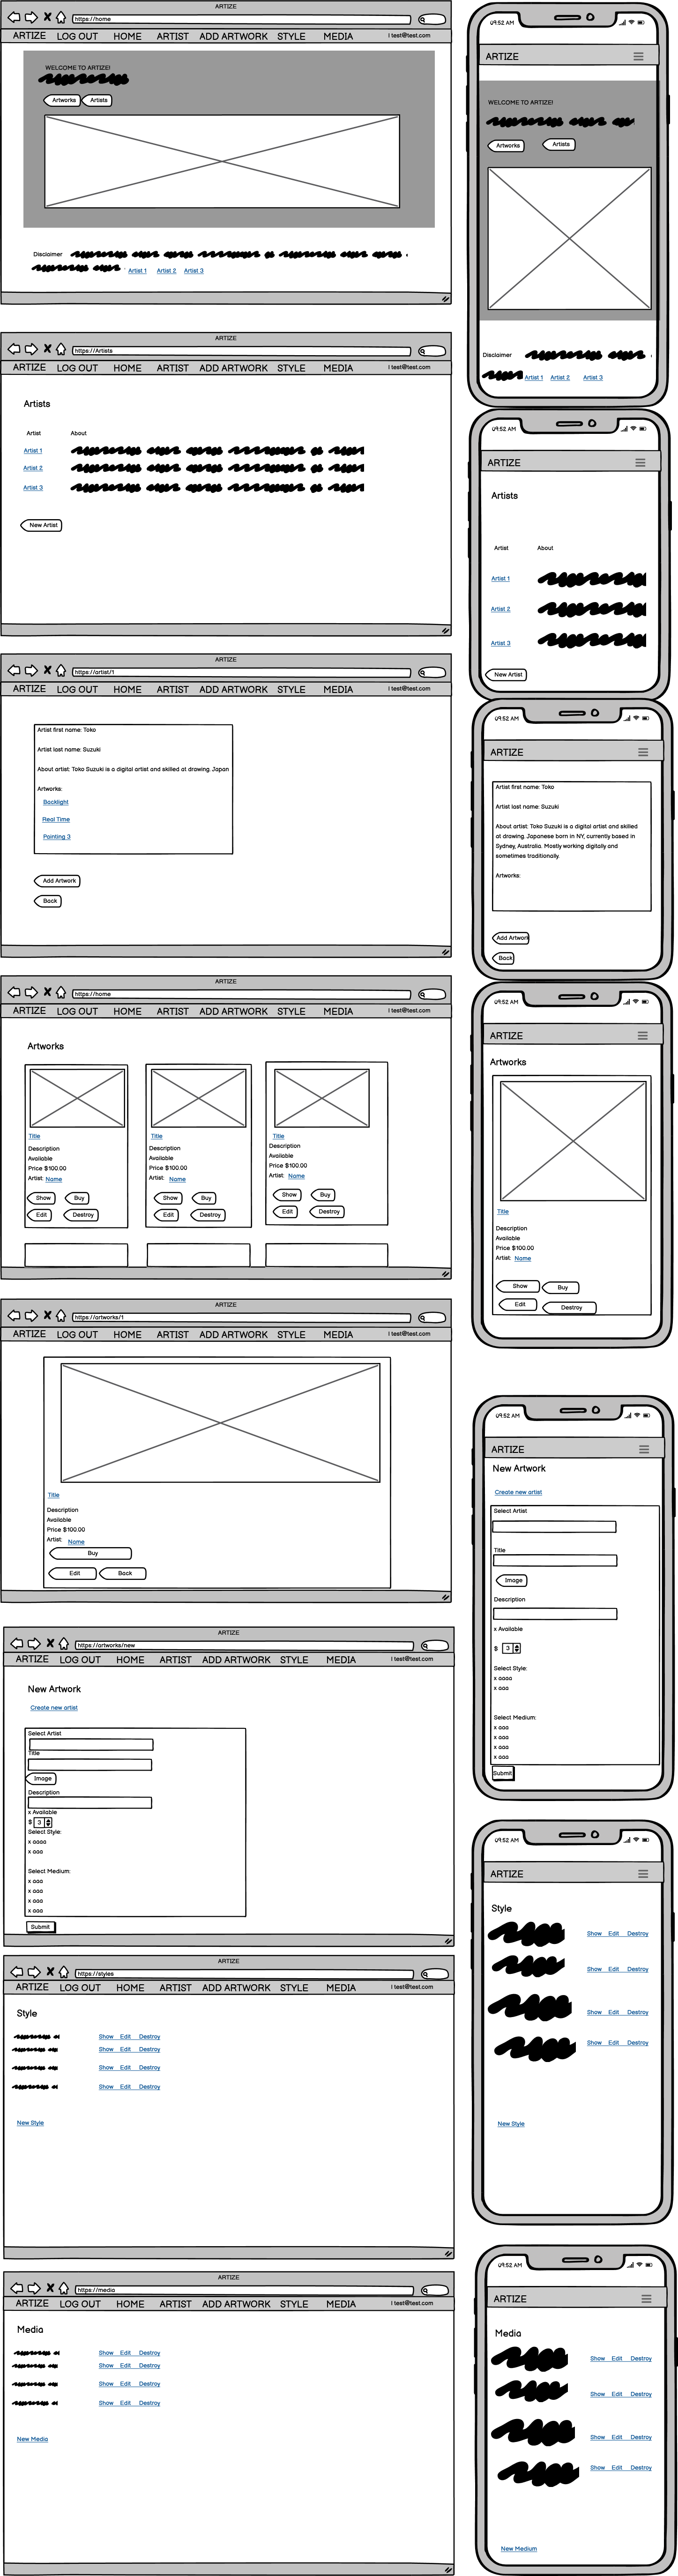 ARTIZE
https://home
ARTIZE LOG OUT HOME ARTIST ADD ARTWORK STYLE MEDIA I test@test.com
WELCOME TO ARTIZE!
Artworks Artists
Disclaimer
Artist 1 Artist 2 Artist 3
09:52 AM
ARTIZE
WELCOME TO ARTIZE!
Artworks Artists
Disclaimer
Artist 1 Artist 2 Artist 3
ARTIZE
https://Artists
ARTIZE LOG OUT HOME ARTIST ADD ARTWORK STYLE MEDIA I test@test.com
Artists
Artist About
Artist 1
Artist 2
Artist 3
New Artist
09:52 AM
ARTIZE
Artists
Artist About
Artist 1
Artist 2
Artist 3
New Artist
ARTIZE
https://artist/1
ARTIZE LOG OUT HOME ARTIST ADD ARTWORK STYLE MEDIA I test@test.com
Artist first name: Toko
Artist last name: Suzuki
About artist: Toko Suzuki is a digital artist and skilled at drawing. Japan
Artworks:
Backlight
Real Time
Painting 3
Add Artwork
Back
09:52 AM
ARTIZE
Artist first name: Toko
Artist last name: Suzuki
About artist: Toko Suzuki is a digital artist and skilled
at drawing. Japanese born in NY, currently based in
Sydney, Australia. Mostly working digitally and
sometimes traditionally.
Artworks:
Add Artwork
Back
ARTIZE
https://home
ARTIZE LOG OUT HOME ARTIST ADD ARTWORK STYLE MEDIA I test@test.com
Artworks
Title
Description
Available
Price $100.00
Artist: Name
Show Buy
Edit Destroy
Title
Description
Available
Price $100.00
Artist: Name
Show Buy
Edit Destroy
Title
Description
Available
Price $100.00
Artist: Name
Show Buy
Edit Destroy
09:52 AM
ARTIZE
Artworks
Title
Description
Available
Price $100.00
Artist: Name
Show Buy
Edit Destroy
ARTIZE
https://artworks/1
ARTIZE LOG OUT HOME ARTIST ADD ARTWORK STYLE MEDIA I test@test.com
Title
Description
Available
Price $100.00
Artist: Name
Buy
Edit Back
09:52 AM
ARTIZE
New Artwork
Create new artist
Select Artist
Title
Image
Description
x Available
$ 3
Select Style:
x aaaa
x aaa
Select Medium:
x aaa
x aaa
x aaa
x aaa
Submit
ARTIZE
https://artworks/new
ARTIZE LOG OUT HOME ARTIST ADD ARTWORK STYLE MEDIA I test@test.com
New Artwork
Create new artist
Select Artist
Title
Image
Description
x Available
$ 3
Select Style:
x aaaa
x aaa
Select Medium:
x aaa
x aaa
x aaa
x aaa
Submit
09:52 AM
ARTIZE
Style
Show Edit Destroy
Show Edit Destroy
Show Edit Destroy
Show Edit Destroy
New Style
ARTIZE
https://styles
ARTIZE LOG OUT HOME ARTIST ADD ARTWORK STYLE MEDIA I test@test.com
Style
Show Edit Destroy
Show Edit Destroy
Show Edit Destroy
Show Edit Destroy
New Style
ARTIZE
https://media
ARTIZE LOG OUT HOME ARTIST ADD ARTWORK STYLE MEDIA I test@test.com
Media
Show Edit Destroy
Show Edit Destroy
Show Edit Destroy
Show Edit Destroy
New Media
09:52 AM
ARTIZE
Media
Show Edit Destroy
Show Edit Destroy
Show Edit Destroy
Show Edit Destroy
New Medium